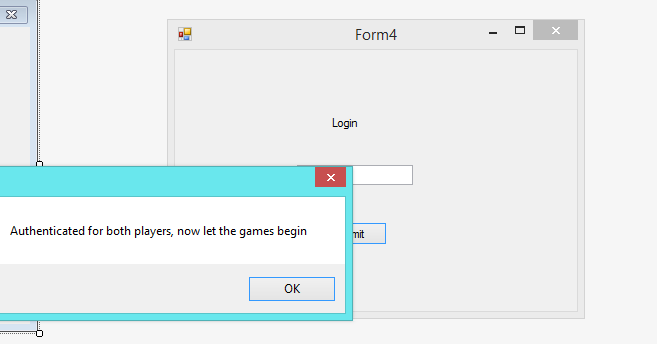 Form4
Login
Authenticated for both players, now let the games begin
OK